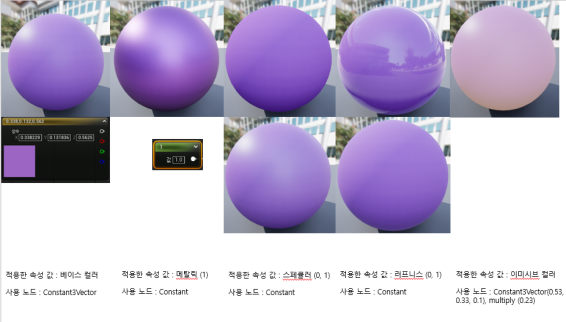 적용한 속성 값 : 베이스 컬러
사용 노드 : Constant3Vector
적용한 속성 값 : 메탈릭 (1)
사용 노드 : Constant
적용한 속성 값 : 스페큘러 (0, 1)
사용 노드 : Constant
적용한 속성 값 : 러프니스 (0, 1)
사용 노드 : Constant
적용한 속성 값 : 이미시브 컬러
사용 노드 : Constant3Vector(0.53,
0.33, 0.1), multiply (0.23)
값 1.0